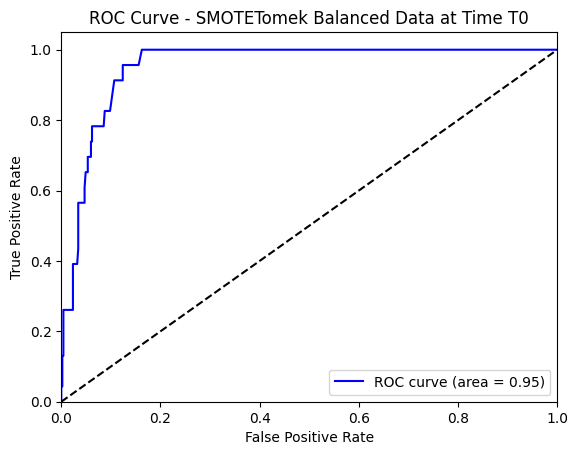 ROC Curve - SMOTETomek Balanced Data at Time T0
True Positive Rate
1.0
0.8
0.6
0.4
0.2
0.0
0.0 0.2 0.4 0.6 0.8 1.0
False Positive Rate
ROC curve (area = 0.95)